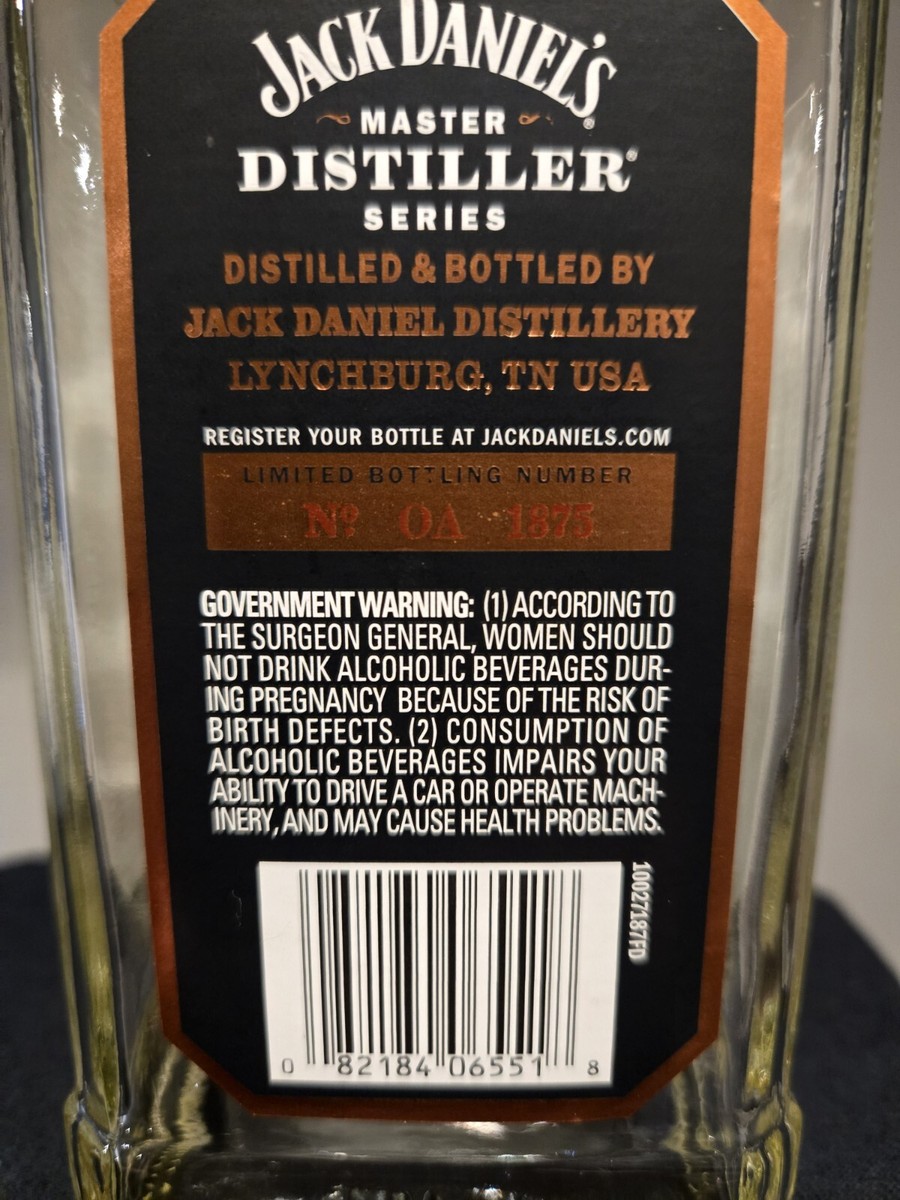 JACK DANIEL'S®
MASTER
DISTILLER®
SERIES
DISTILLED & BOTTLED BY
JACK DANIEL DISTILLERY
LYNCHBURG, TN USA
REGISTER YOUR BOTTLE AT JACKDANIELS.COM
LIMITED BOTTLING NUMBER
Nº OA 1875
GOVERNMENT WARNING: (1) ACCORDING TO
THE SURGEON GENERAL, WOMEN SHOULD
NOT DRINK ALCOHOLIC BEVERAGES DUR-
ING PREGNANCY BECAUSE OF THE RISK OF
BIRTH DEFECTS. (2) CONSUMPTION OF
ALCOHOLIC BEVERAGES IMPAIRS YOUR
ABILITY TO DRIVE A CAR OR OPERATE MACH-
INERY, AND MAY CAUSE HEALTH PROBLEMS.
10027187FD
0 82184 06551 8